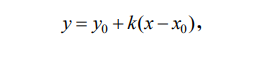 y = y₀ + k(x − x₀),